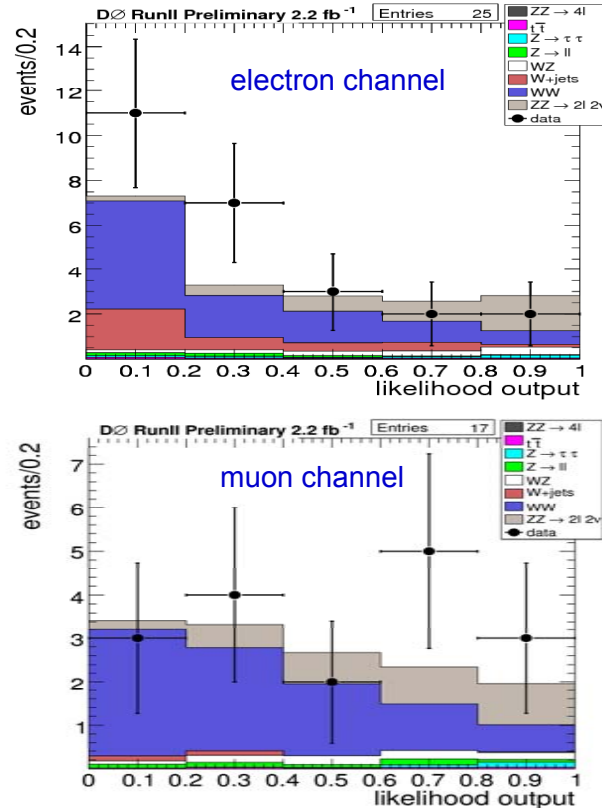 DØ RunII Preliminary 2.2 fb⁻¹
Entries 25
ZZ → 4l
tt̅
Z → τ τ
Z → ll
WZ
W+jets
WW
ZZ → 2l 2ν
data
electron channel
events/0.2
14
12
10
8
6
4
2
0 0.1 0.2 0.3 0.4 0.5 0.6 0.7 0.8 0.9 1
likelihood output
DØ RunII Preliminary 2.2 fb⁻¹
Entries 17
ZZ → 4l
tt̅
Z → τ τ
Z → ll
WZ
W+jets
WW
ZZ → 2l 2ν
data
muon channel
events/0.2
7
6
5
4
3
2
1
0 0.1 0.2 0.3 0.4 0.5 0.6 0.7 0.8 0.9 1
likelihood output